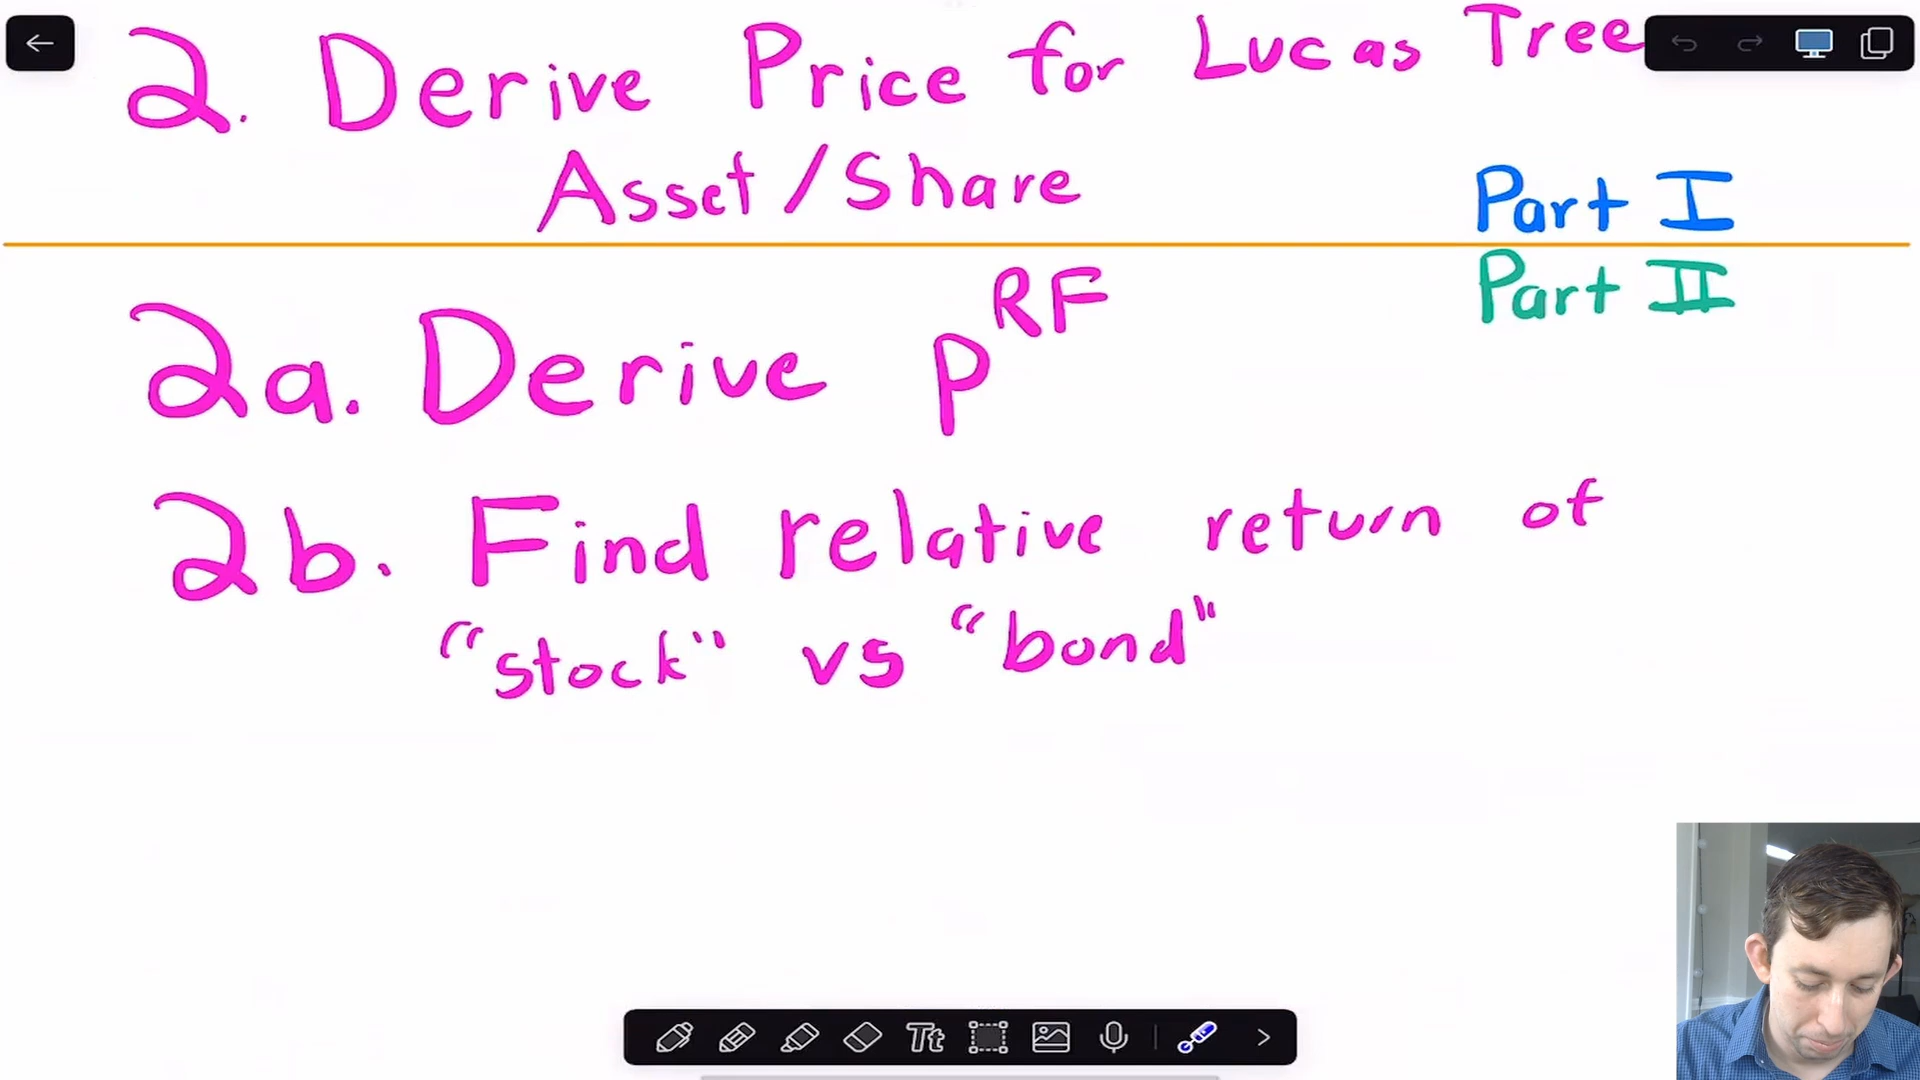 2. Derive Price for Lucas Tree
Asset/Share
Part I
Part II
2a. Derive p^RF
2b. Find relative return of
"stock" vs "bond"
Tt